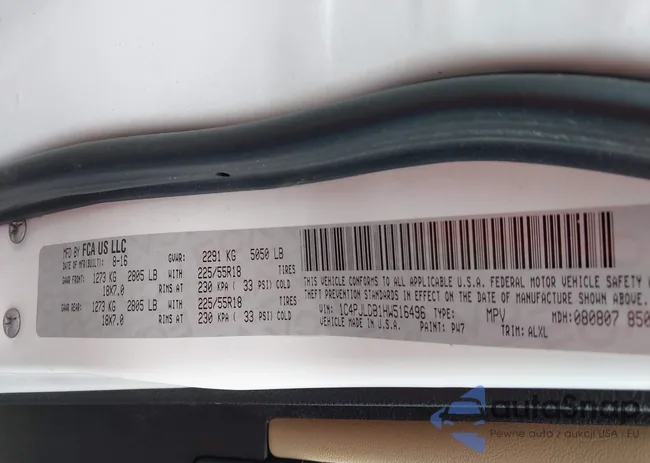 MFD BY FCA US LLC
DATE OF MFR(BUILT): 8-16 GVWR: 2291 KG 5050 LB
GAWR FRONT: 1273 KG 2805 LB WITH 225/55R18 TIRES
18X7.0 RIMS AT 230 KPA ( 33 PSI) COLD
GAWR REAR: 1273 KG 2805 LB WITH 225/55R18 TIRES
18X7.0 RIMS AT 230 KPA ( 33 PSI) COLD
THIS VEHICLE CONFORMS TO ALL APPLICABLE U.S.A. FEDERAL MOTOR VEHICLE SAFETY
THEFT PREVENTION STANDARDS IN EFFECT ON THE DATE OF MANUFACTURE SHOWN ABOVE.
VIN: 1C4PJLDB1HW516496 TYPE: MPV MDH: 080807 850
VEHICLE MADE IN U.S.A. PAINT: PW7 TRIM: ALXL
autoSnap
Pewne auta z aukcji USA i EU